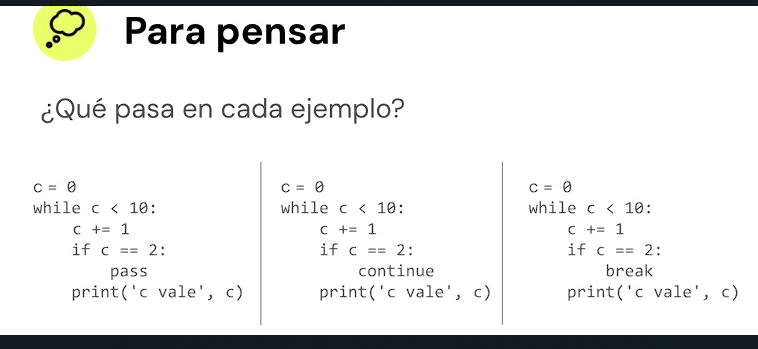 Para pensar
¿Qué pasa en cada ejemplo?
c = 0
while c < 10:
    c += 1
    if c == 2:
        pass
    print('c vale', c)
c = 0
while c < 10:
    c += 1
    if c == 2:
        continue
    print('c vale', c)
c = 0
while c < 10:
    c += 1
    if c == 2:
        break
    print('c vale', c)